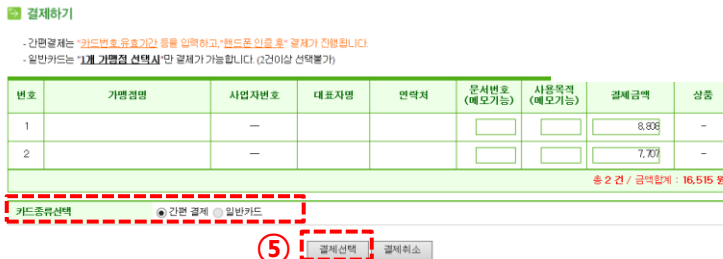 결제하기
- 간편결제는 "카드번호,유효기간 등을 입력하고,"핸드폰 인증 후" 결제가 진행됩니다.
- 일반카드는 "1개 가맹점 선택시"만 결제가 가능합니다. (2건이상 선택불가)
번호 가맹점명 사업자번호 대표자명 연락처 문서번호 (메모기능) 사용목적 (메모기능) 결제금액 상품
1 — 8,808 -
2 — 7,707 -
총 2 건 / 금액합계 : 16,515 원
카드종류선택 간편 결제 일반카드
⑤ 결제선택 결제취소